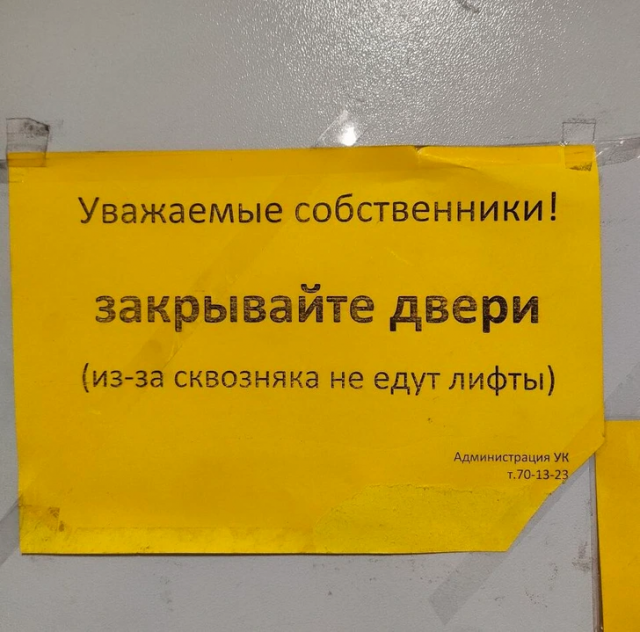 Уважаемые собственники!
закрывайте двери
(из-за сквозняка не едут лифты)
Администрация УК
т.70-13-23